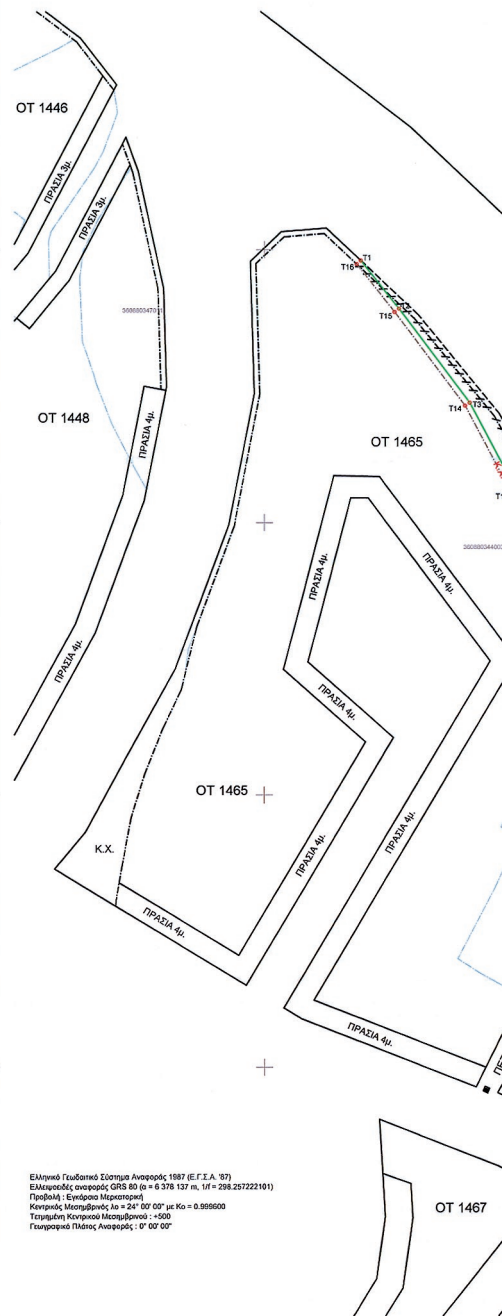 ΟΤ 1446
ΠΡΑΣΙΑ 3μ.
ΠΡΑΣΙΑ 3μ.
T1
T16
T15
T3
T14
ΟΤ 1448
ΠΡΑΣΙΑ 4μ.
ΟΤ 1465
ΠΡΑΣΙΑ 4μ.
ΠΡΑΣΙΑ 4μ.
ΠΡΑΣΙΑ 4μ.
ΠΡΑΣΙΑ 4μ.
ΟΤ 1465
ΠΡΑΣΙΑ 4μ.
Κ.Χ.
ΠΡΑΣΙΑ 4μ.
ΠΡΑΣΙΑ 4μ.
ΠΡΑΣΙΑ 4μ.
Ελληνικό Γεωδαιτικό Σύστημα Αναφοράς 1987 (Ε.Γ.Σ.Α. '87)
Ελλειψοειδές αναφοράς GRS 80 (α = 6 378 137 m, 1/f = 298.257222101)
Προβολή : Εγκάρσια Μερκατορική
Κεντρικός Μεσημβρινός λο = 24° 00' 00" με Κο = 0.999600
Τετμημένη Κεντρικού Μεσημβρινού : +500
Γεωγραφικό Πλάτος Αναφοράς : 0° 00' 00"
ΟΤ 1467